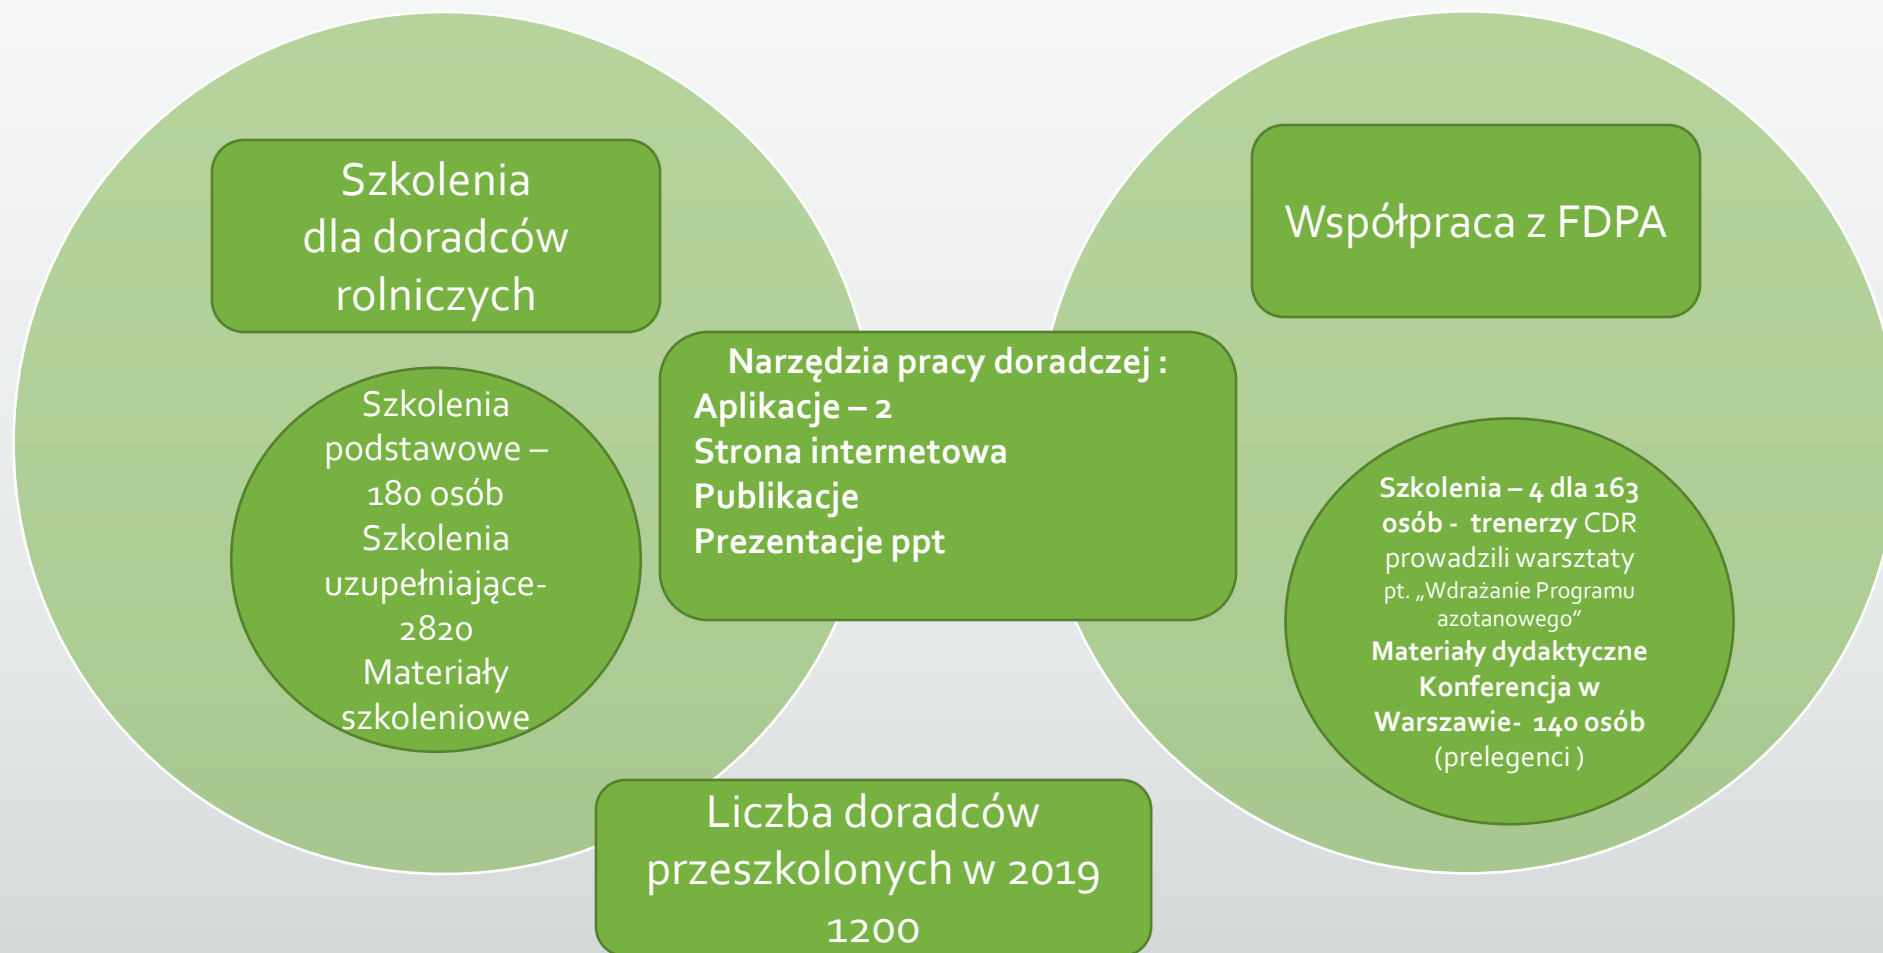 Szkolenia
dla doradców
rolniczych
Szkolenia
podstawowe –
180 osób
Szkolenia
uzupełniające-
2820
Materiały
szkoleniowe
Narzędzia pracy doradczej :
Aplikacje – 2
Strona internetowa
Publikacje
Prezentacje ppt
Współpraca z FDPA
Szkolenia – 4 dla 163
osób - trenerzy CDR
prowadzili warsztaty
pt. „Wdrażanie Programu
azotanowego”
Materiały dydaktyczne
Konferencja w
Warszawie- 140 osób
(prelegenci )
Liczba doradców
przeszkolonych w 2019
1200